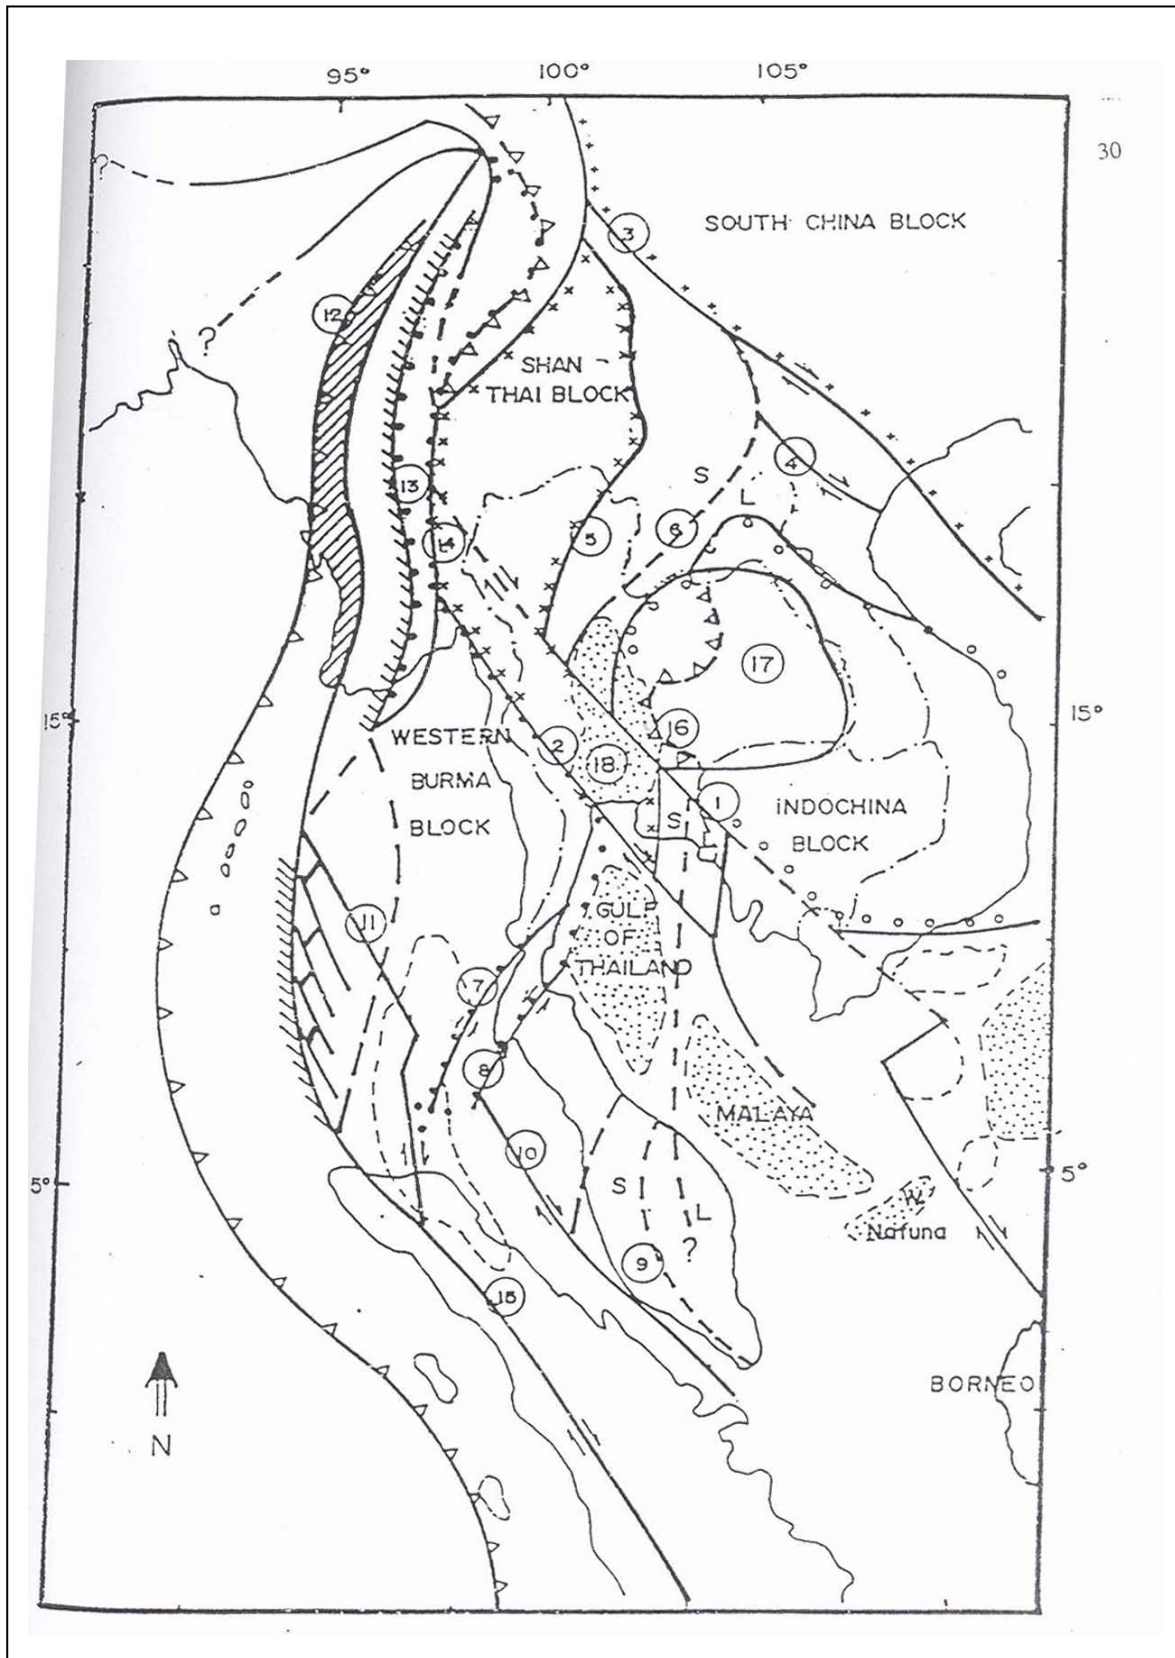 95° 100° 105°
30
?
3
SOUTH CHINA BLOCK
12
?
SHAN
THAI BLOCK
4
S
L
13
14
5
6
17
15° 15°
WESTERN
BURMA
BLOCK
2
16
18
1
S
INDOCHINA
BLOCK
11
GULF
OF
THAILAND
7
8
MALAYA
10
5° 5°
S
L
?
W.
Natuna
9
15
BORNEO
N